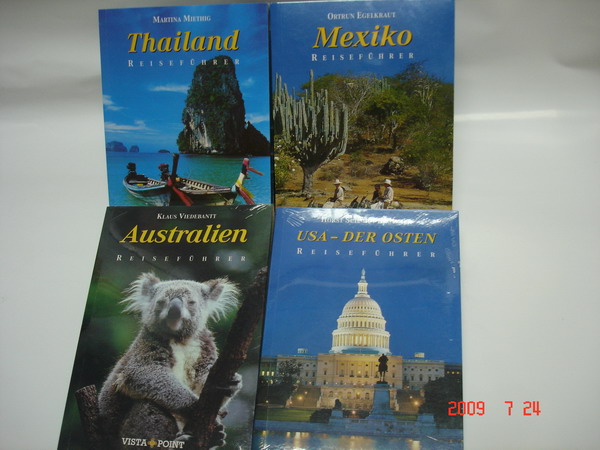 MARTINA MIETHIG
Thailand
REISEFÜHRER
ORTRUN EGELKRAUT
Mexiko
REISEFÜHRER
KLAUS VIEDEBANTT
Australien
REISEFÜHRER
VISTA POINT
USA – DER OSTEN
REISEFÜHRER
2009 7 24